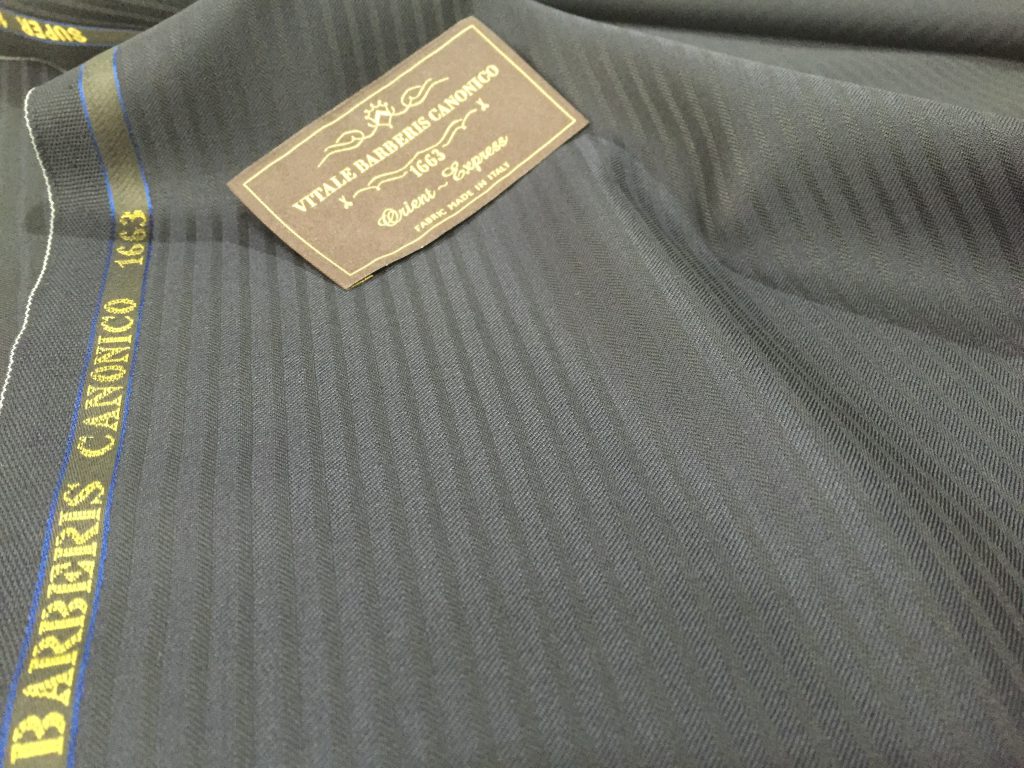 SUPER
VITALE BARBERIS CANONICO
1663
Orient ~ Express
FABRIC MADE IN ITALY
BARBERIS CANONICO 1663